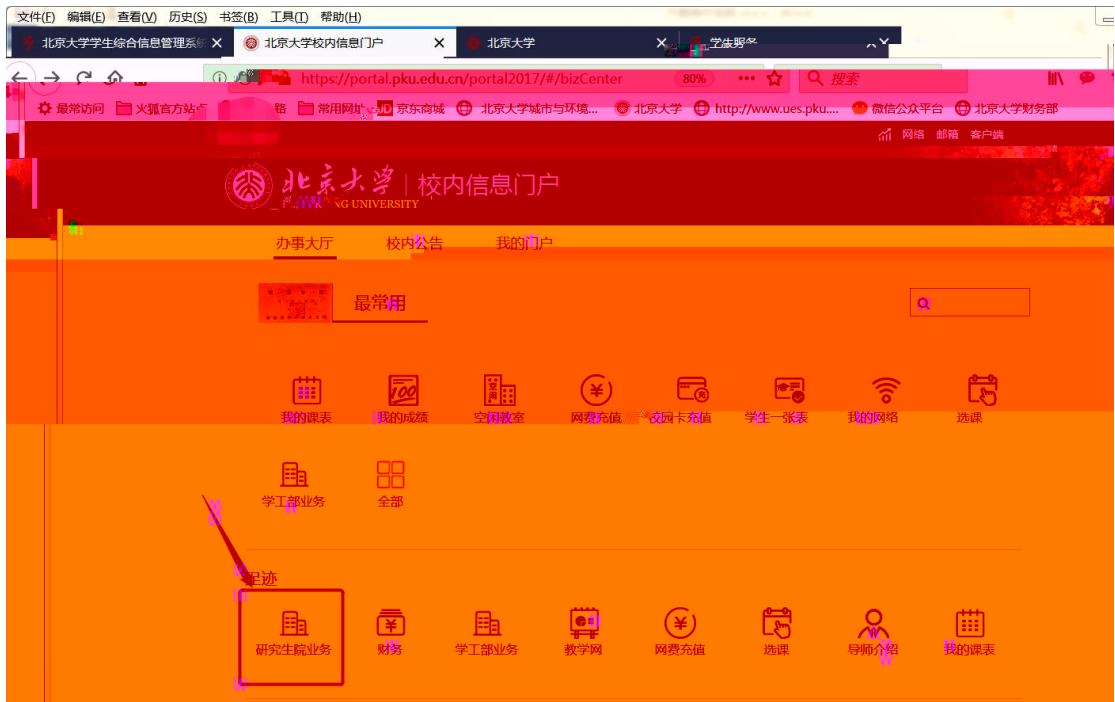 文件(F) 编辑(E) 查看(V) 历史(S) 书签(B) 工具(T) 帮助(H)
北京大学学生综合信息管理系统 北京大学校内信息门户 北京大学
https://portal.pku.edu.cn/portal2017/#/bizCenter 80% 搜索
最常访问 火狐官方站点 常用网址 JD 京东商城 北京大学城市与环境... 北京大学 http://www.ues.pku.... 微信公众平台 北京大学财务部
网络 邮箱 客户端
北京大学 校内信息门户
UNIVERSITY
办事大厅 校内公告 我的门户
最常用
我的课表 我的成绩 空闲教室 网费充值 校园卡充值 学生一张表 我的网络 选课
学工部业务 全部
足迹
研究生院业务 财务 学工部业务 教学网 网费充值 选课 导师介绍 我的课表